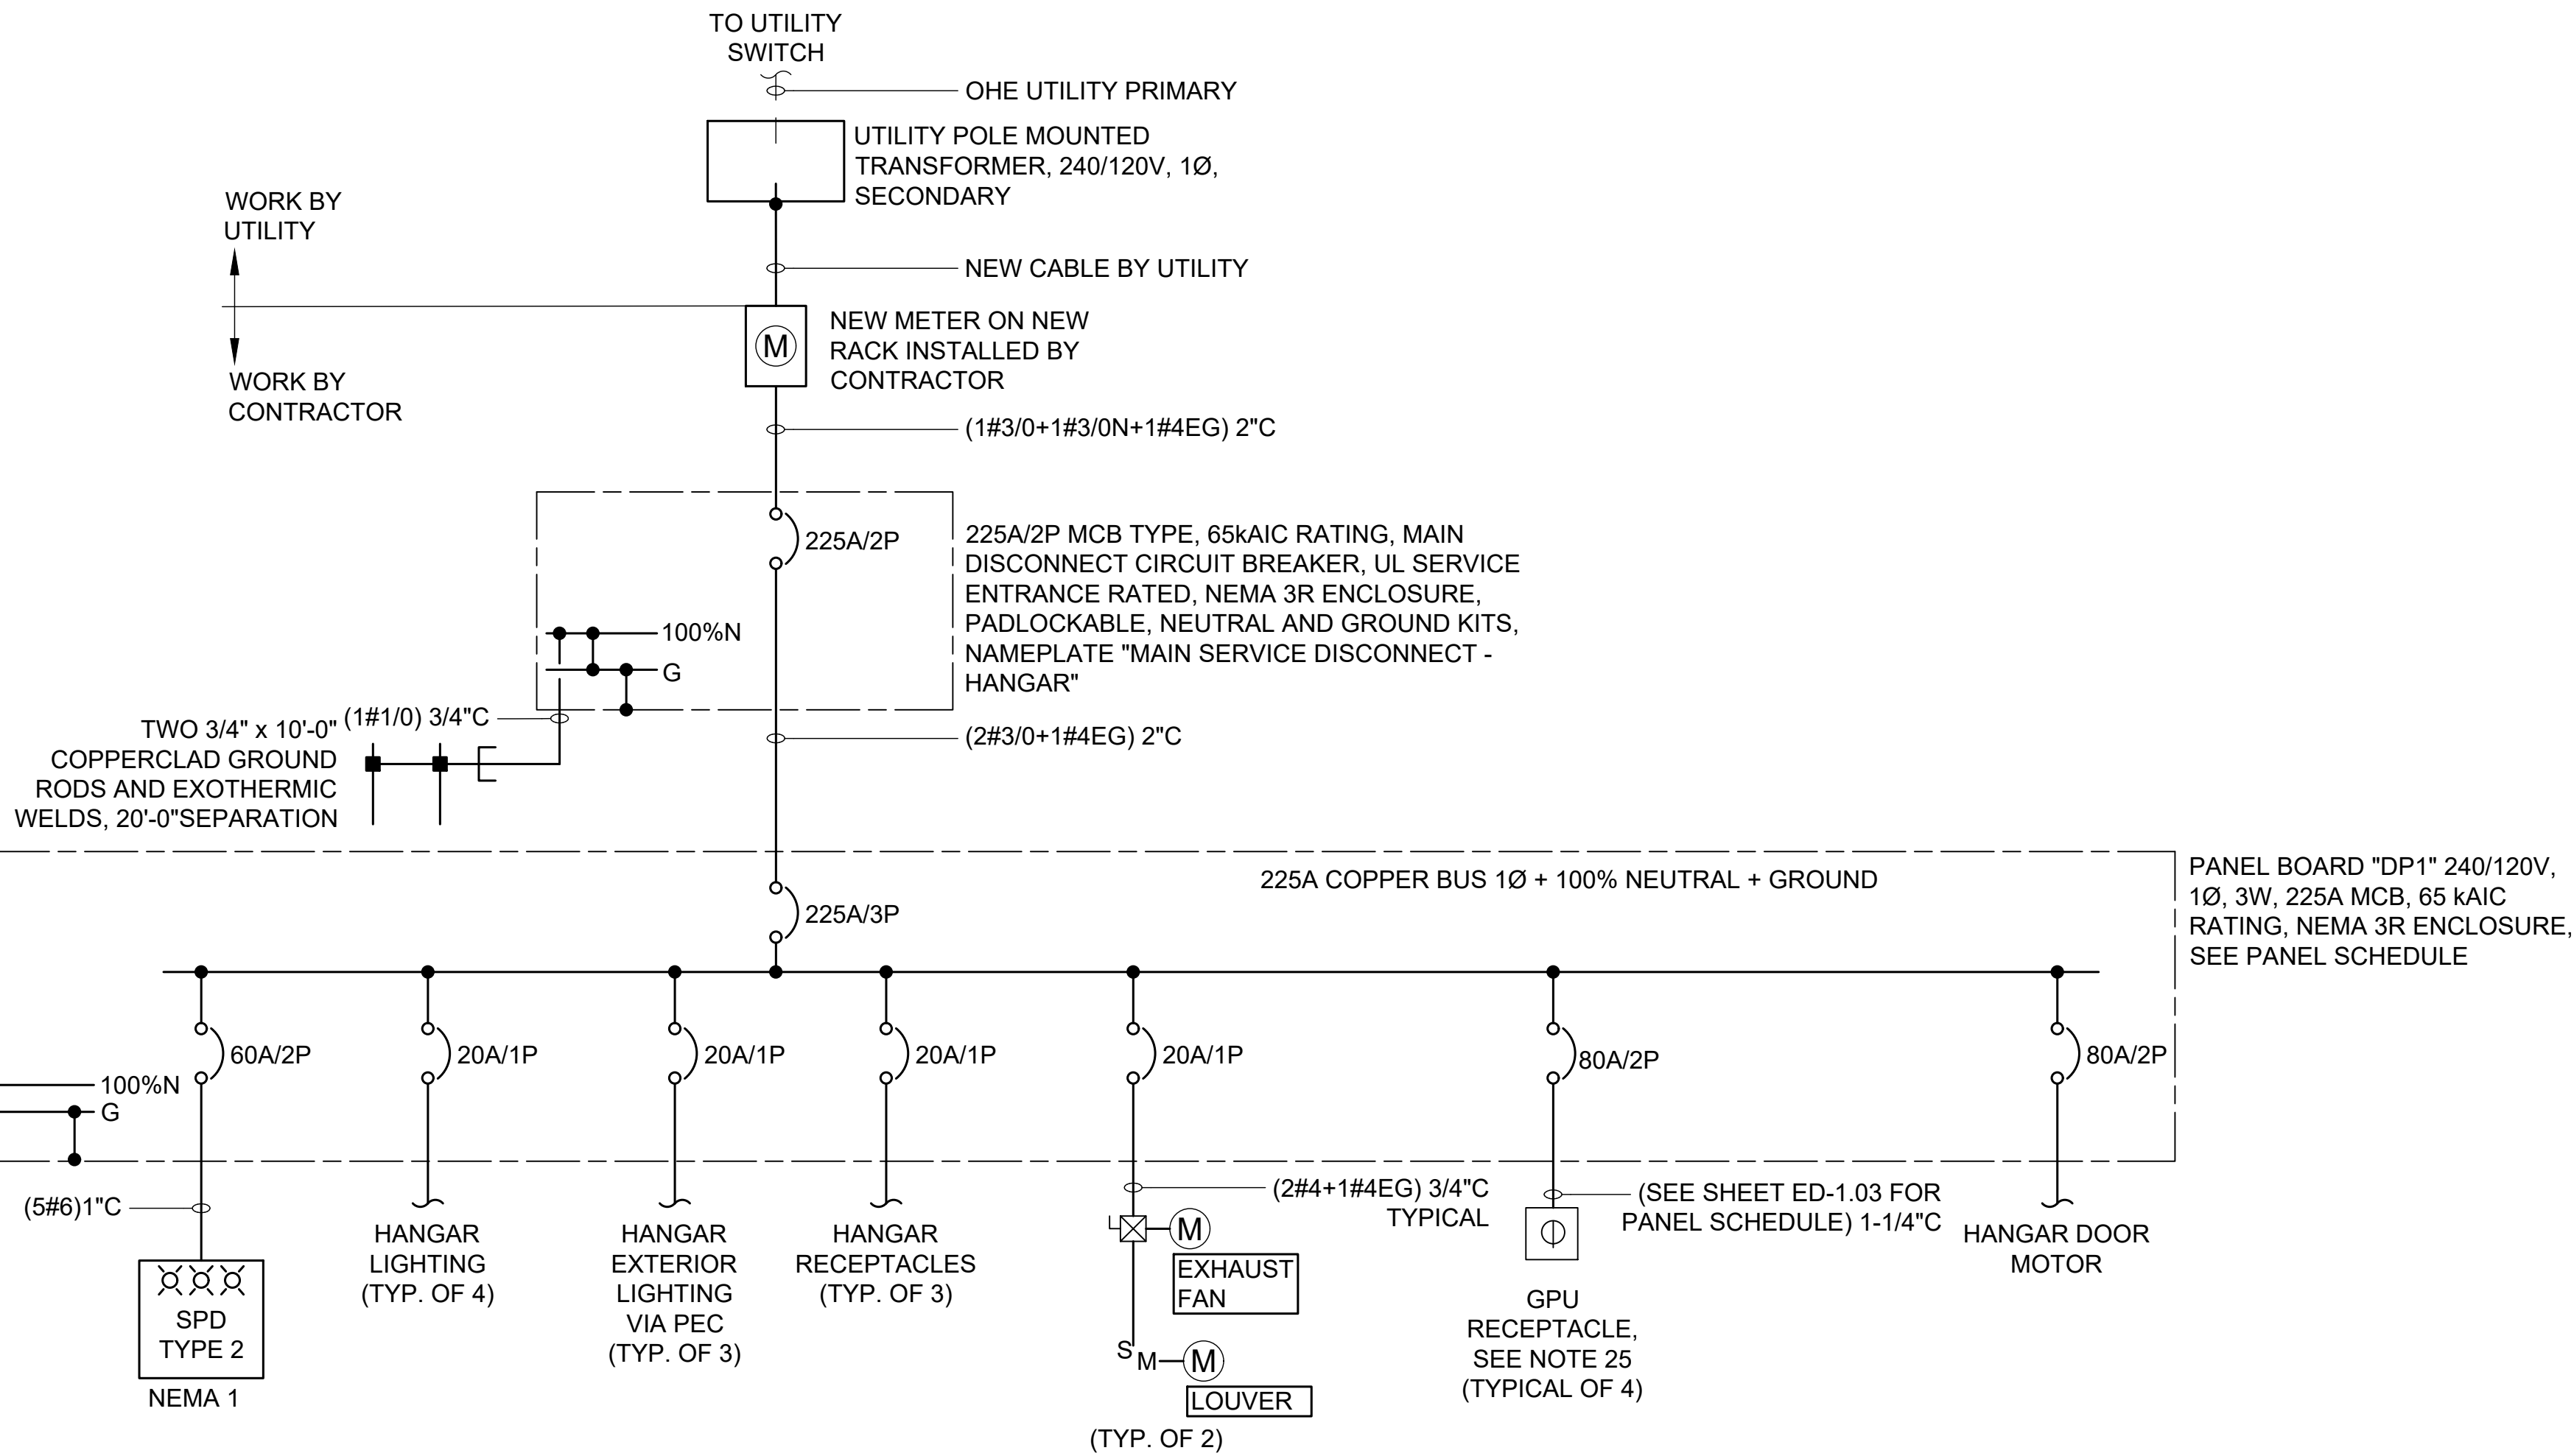 TO UTILITY
SWITCH
OHE UTILITY PRIMARY
UTILITY POLE MOUNTED
TRANSFORMER, 240/120V, 1Ø,
SECONDARY
WORK BY
UTILITY
NEW CABLE BY UTILITY
WORK BY
CONTRACTOR
M
NEW METER ON NEW
RACK INSTALLED BY
CONTRACTOR
(1#3/0+1#3/0N+1#4EG) 2"C
225A/2P
225A/2P MCB TYPE, 65kAIC RATING, MAIN
DISCONNECT CIRCUIT BREAKER, UL SERVICE
ENTRANCE RATED, NEMA 3R ENCLOSURE,
PADLOCKABLE, NEUTRAL AND GROUND KITS,
NAMEPLATE "MAIN SERVICE DISCONNECT -
HANGAR"
100%N
G
(1#1/0) 3/4"C
TWO 3/4" x 10'-0"
COPPERCLAD GROUND
RODS AND EXOTHERMIC
WELDS, 20'-0"SEPARATION
(2#3/0+1#4EG) 2"C
225A COPPER BUS 1Ø + 100% NEUTRAL + GROUND
PANEL BOARD "DP1" 240/120V,
1Ø, 3W, 225A MCB, 65 kAIC
RATING, NEMA 3R ENCLOSURE,
SEE PANEL SCHEDULE
225A/3P
60A/2P
20A/1P
20A/1P
20A/1P
20A/1P
80A/2P
80A/2P
100%N
G
(5#6)1"C
SPD
TYPE 2
NEMA 1
HANGAR
LIGHTING
(TYP. OF 4)
HANGAR
EXTERIOR
LIGHTING
VIA PEC
(TYP. OF 3)
HANGAR
RECEPTACLES
(TYP. OF 3)
(2#4+1#4EG) 3/4"C
TYPICAL
M
EXHAUST
FAN
S
M
M
LOUVER
(TYP. OF 2)
(SEE SHEET ED-1.03 FOR
PANEL SCHEDULE) 1-1/4"C
GPU
RECEPTACLE,
SEE NOTE 25
(TYPICAL OF 4)
HANGAR DOOR
MOTOR